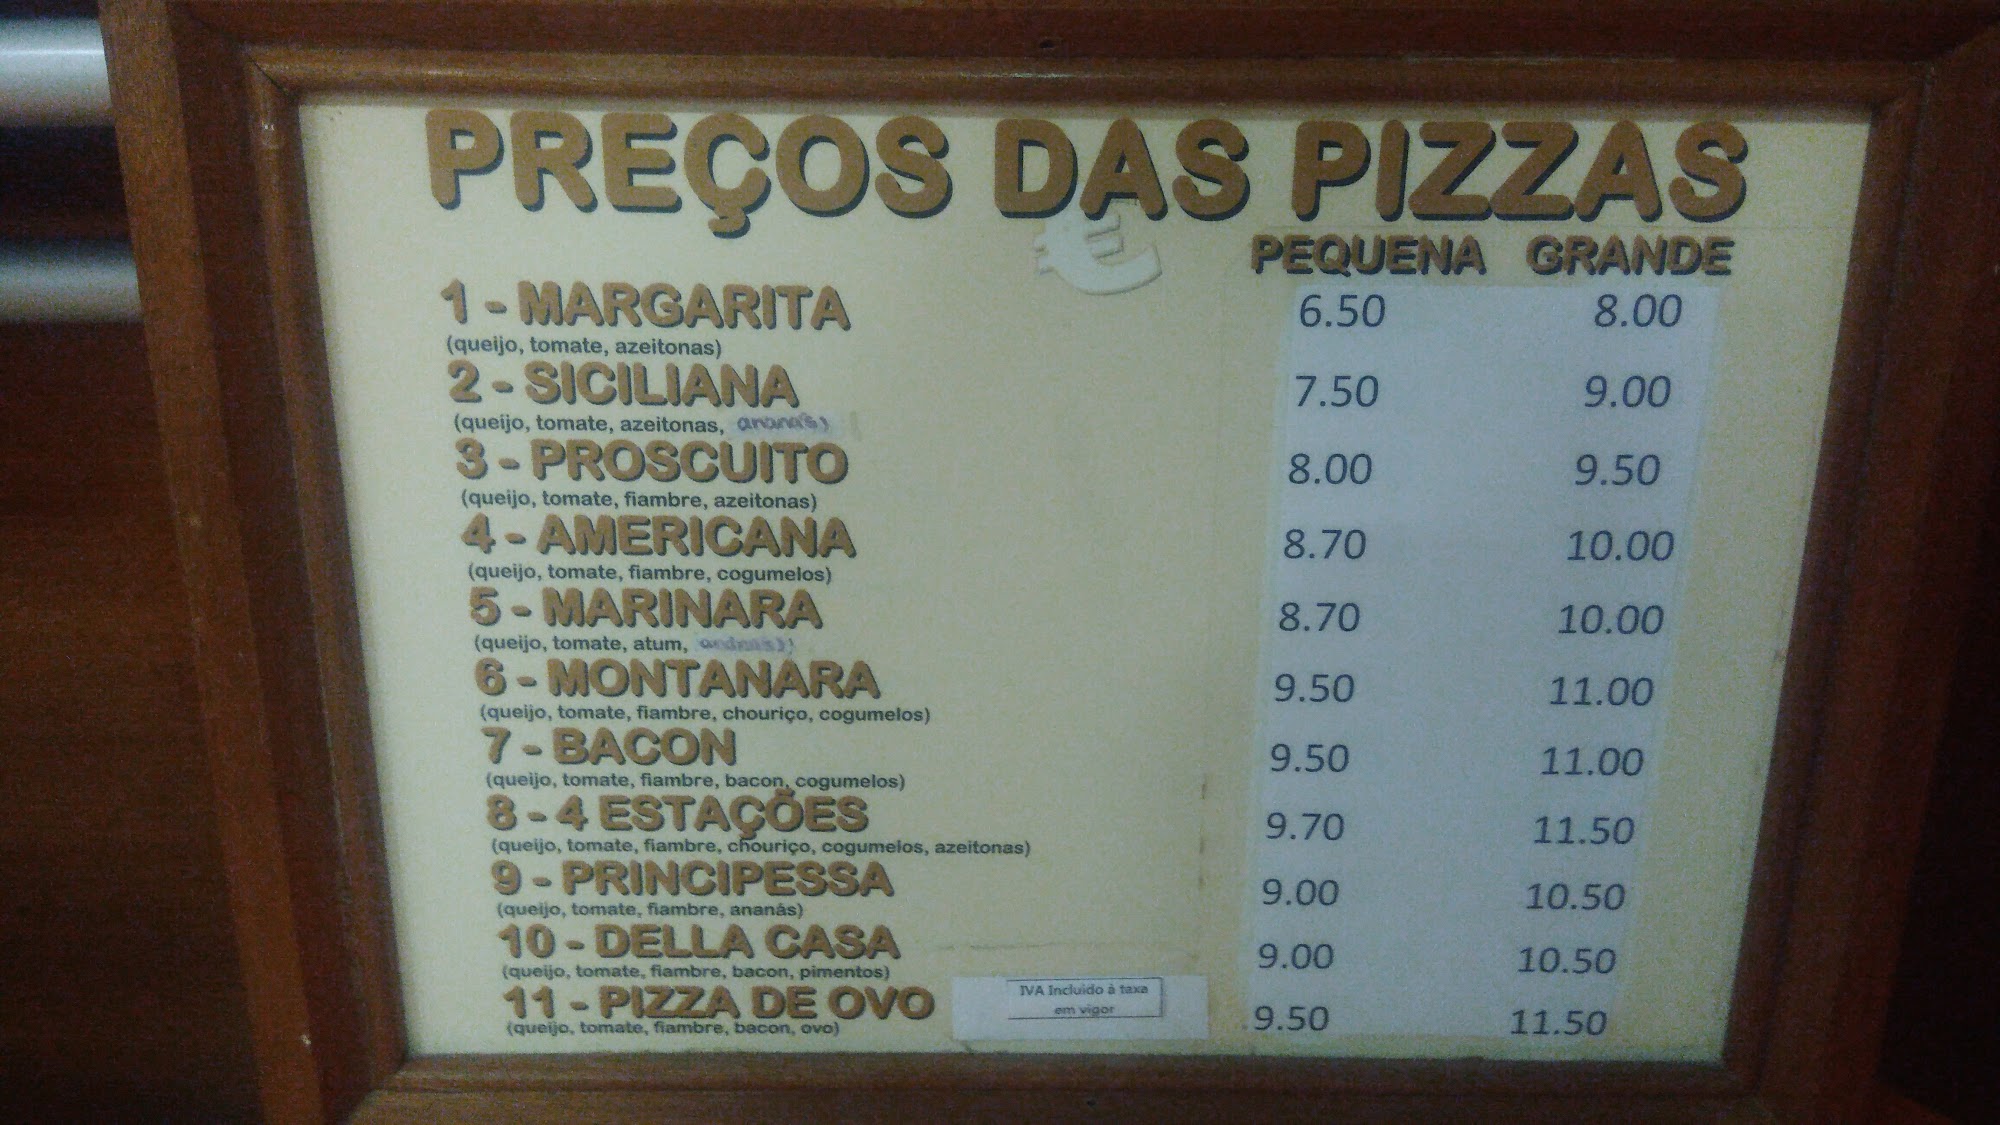 PREÇOS DAS PIZZAS
€
PEQUENA GRANDE
1 - MARGARITA 6.50 8.00
(queijo, tomate, azeitonas)
2 - SICILIANA 7.50 9.00
(queijo, tomate, azeitonas, ananás)
3 - PROSCUITO 8.00 9.50
(queijo, tomate, fiambre, azeitonas)
4 - AMERICANA 8.70 10.00
(queijo, tomate, fiambre, cogumelos)
5 - MARINARA 8.70 10.00
(queijo, tomate, atum,
6 - MONTANARA 9.50 11.00
(queijo, tomate, fiambre, chouriço, cogumelos)
7 - BACON 9.50 11.00
(queijo, tomate, fiambre, bacon, cogumelos)
8 - 4 ESTAÇÕES 9.70 11.50
(queijo, tomate, fiambre, chouriço, cogumelos, azeitonas)
9 - PRINCIPESSA 9.00 10.50
(queijo, tomate, fiambre, ananás)
10 - DELLA CASA 9.00 10.50
(queijo, tomate, fiambre, bacon, pimentos)
11 - PIZZA DE OVO 9.50 11.50
(queijo, tomate, fiambre, bacon, ovo)
IVA Incluido à taxa
em vigor